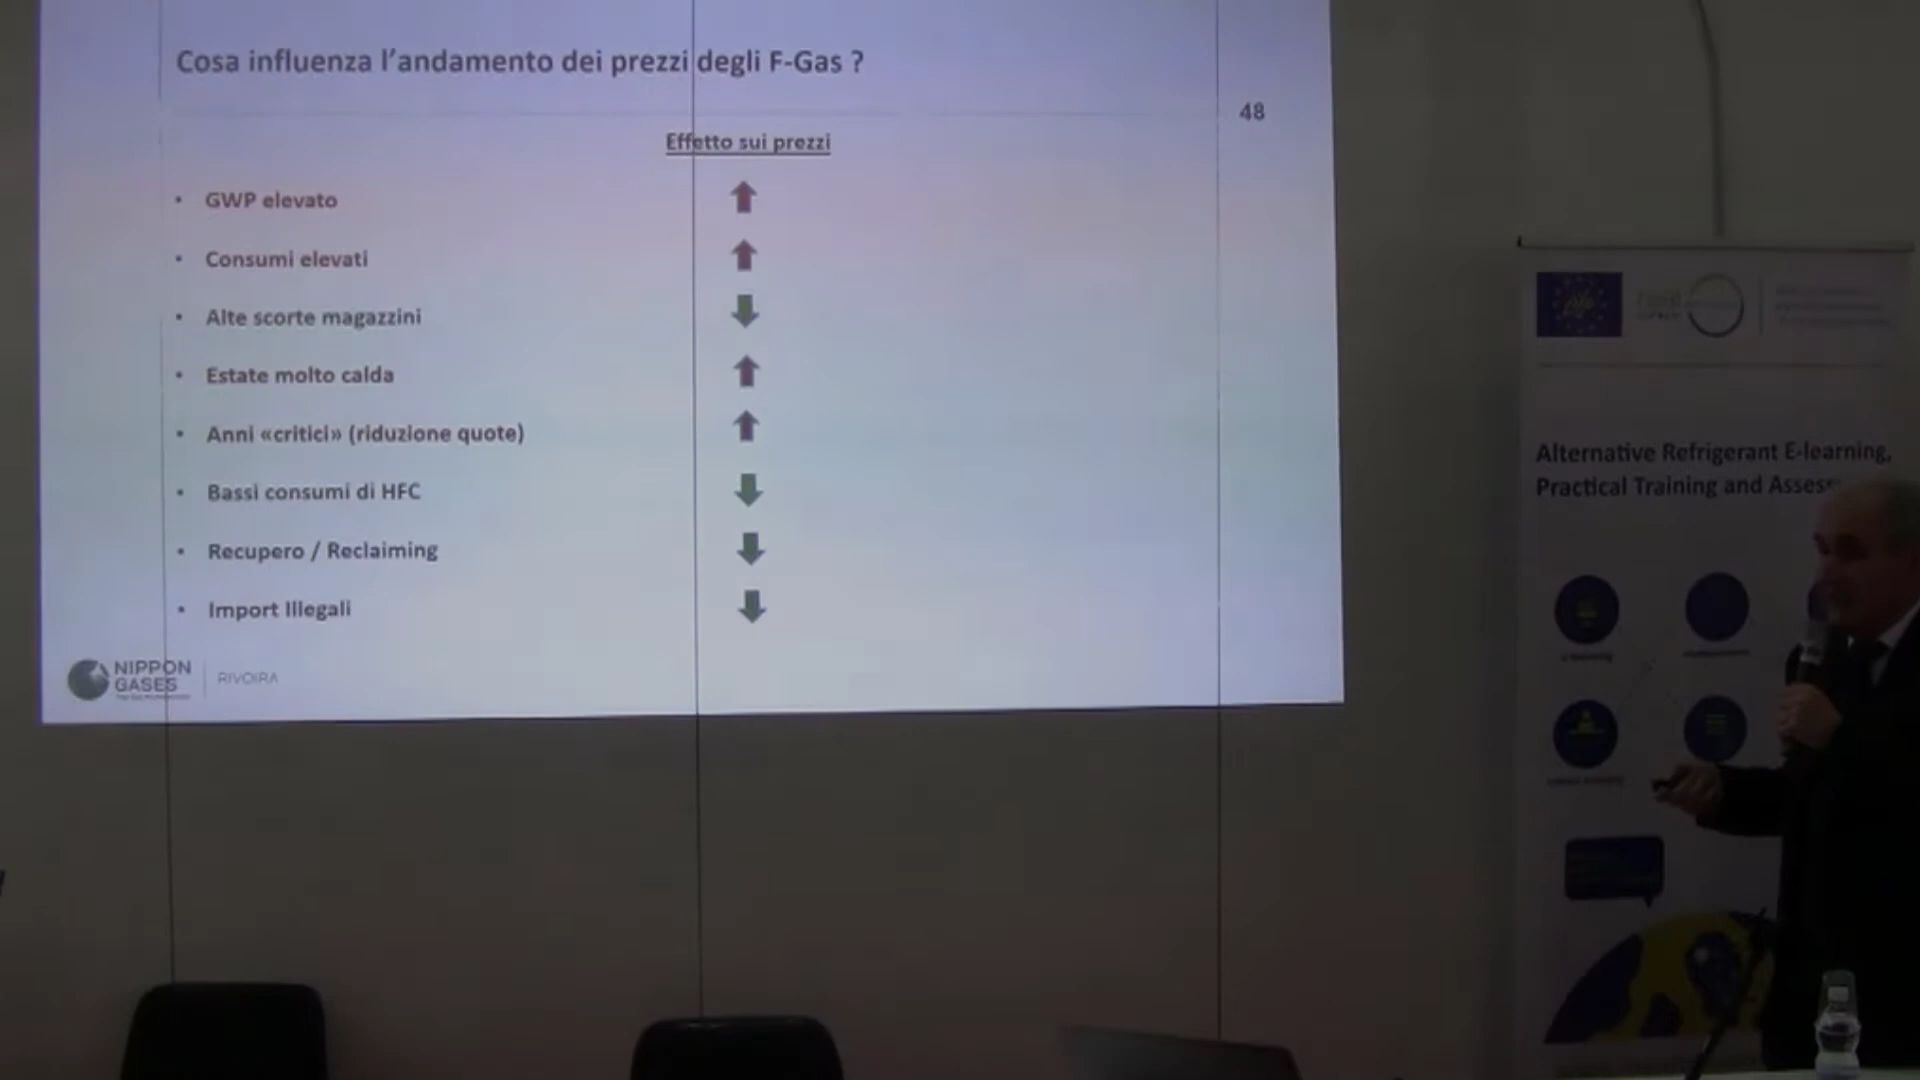 Cosa influenza l'andamento dei prezzi degli F-Gas ?
48
Effetto sui prezzi
• GWP elevato
• Consumi elevati
• Alte scorte magazzini
• Estate molto calda
• Anni «critici» (riduzione quote)
• Bassi consumi di HFC
• Recupero / Reclaiming
• Import Illegali
NIPPON
GASES
RIVOIRA
Alternative Refrigerant E-learning,
Practical Training and Assess